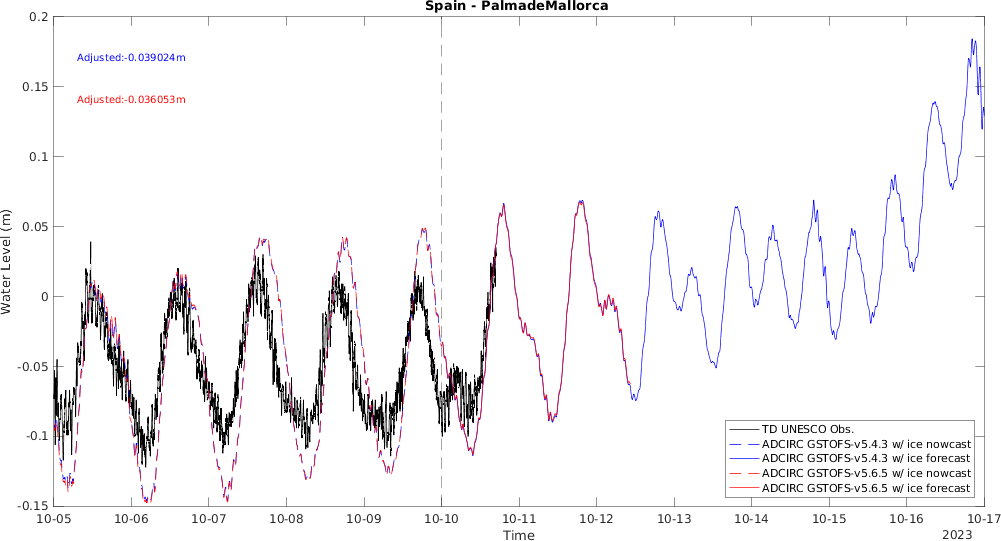 Spain - PalmadeMallorca
Adjusted:-0.039024m
Adjusted:-0.036053m
Water Level (m)
0.2
0.15
0.1
0.05
0
-0.05
-0.1
-0.15
TD UNESCO Obs.
ADCIRC GSTOFS-v5.4.3 w/ ice nowcast
ADCIRC GSTOFS-v5.4.3 w/ ice forecast
ADCIRC GSTOFS-v5.6.5 w/ ice nowcast
ADCIRC GSTOFS-v5.6.5 w/ ice forecast
10-05 10-06 10-07 10-08 10-09 10-10 10-11 10-12 10-13 10-14 10-15 10-16 10-17
Time
2023